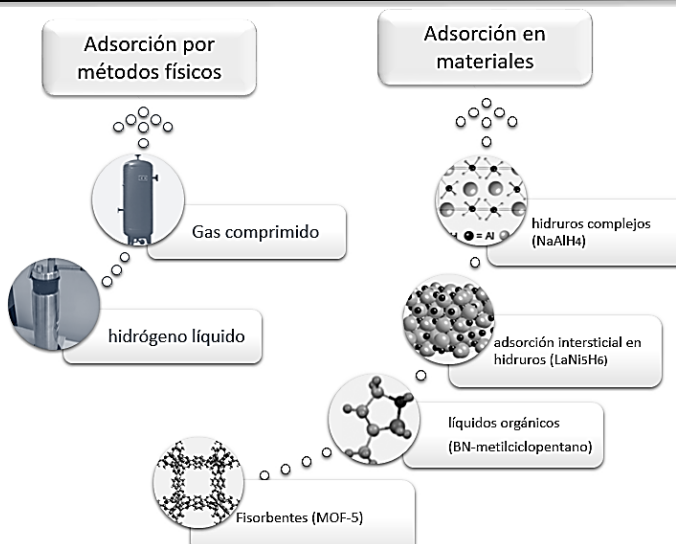 Adsorción por
métodos físicos
Gas comprimido
hidrógeno líquido
Adsorción en
materiales
= Al
hidruros complejos
(NaAlH4)
adsorción intersticial en
hidruros (LaNi5H6)
líquidos orgánicos
(BN-metilciclopentano)
Fisorbentes (MOF-5)